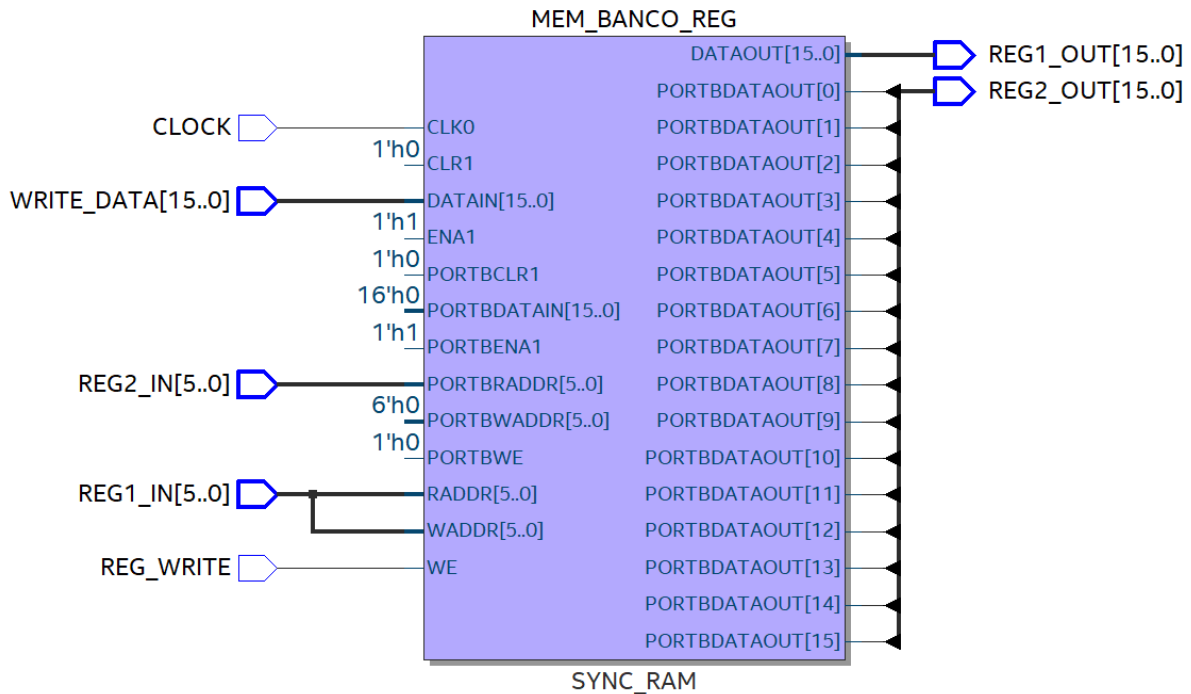 MEM_BANCO_REG
DATAOUT[15..0]
REG1_OUT[15..0]
PORTBDATAOUT[0]
REG2_OUT[15..0]
CLOCK
CLK0
PORTBDATAOUT[1]
1'h0
CLR1
PORTBDATAOUT[2]
WRITE_DATA[15..0]
DATAIN[15..0]
PORTBDATAOUT[3]
1'h1
ENA1
PORTBDATAOUT[4]
1'h0
PORTBCLR1
PORTBDATAOUT[5]
16'h0
PORTBDATAIN[15..0]
PORTBDATAOUT[6]
1'h1
PORTBENA1
PORTBDATAOUT[7]
REG2_IN[5..0]
PORTBRADDR[5..0]
PORTBDATAOUT[8]
6'h0
PORTBWADDR[5..0]
PORTBDATAOUT[9]
1'h0
PORTBWE
PORTBDATAOUT[10]
REG1_IN[5..0]
RADDR[5..0]
PORTBDATAOUT[11]
WADDR[5..0]
PORTBDATAOUT[12]
REG_WRITE
WE
PORTBDATAOUT[13]
PORTBDATAOUT[14]
PORTBDATAOUT[15]
SYNC_RAM